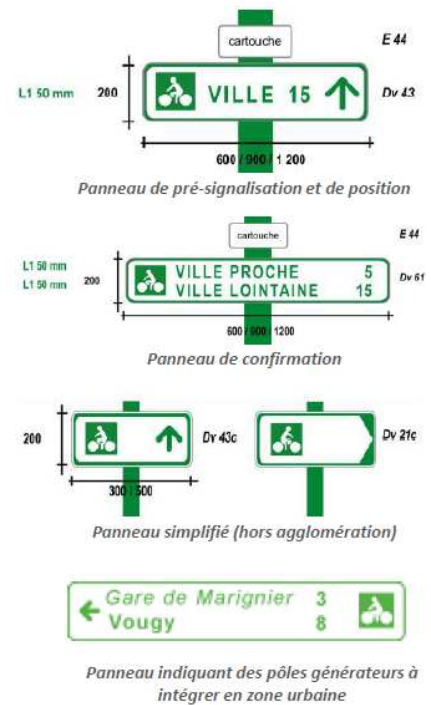 cartouche
E 44
L1 50 mm
200
VILLE 15
Dv 43
600 / 900 / 1 200
Panneau de pré-signalisation et de position
cartouche
E 44
L1 50 mm
L1 50 mm
200
VILLE PROCHE 5
VILLE LOINTAINE 15
Dv 61
600 / 900 / 1200
Panneau de confirmation
200
Dv 43c
Dv 21c
300 / 500
Panneau simplifié (hors agglomération)
Gare de Marignier 3
Vougy 8
Panneau indiquant des pôles générateurs à
intégrer en zone urbaine